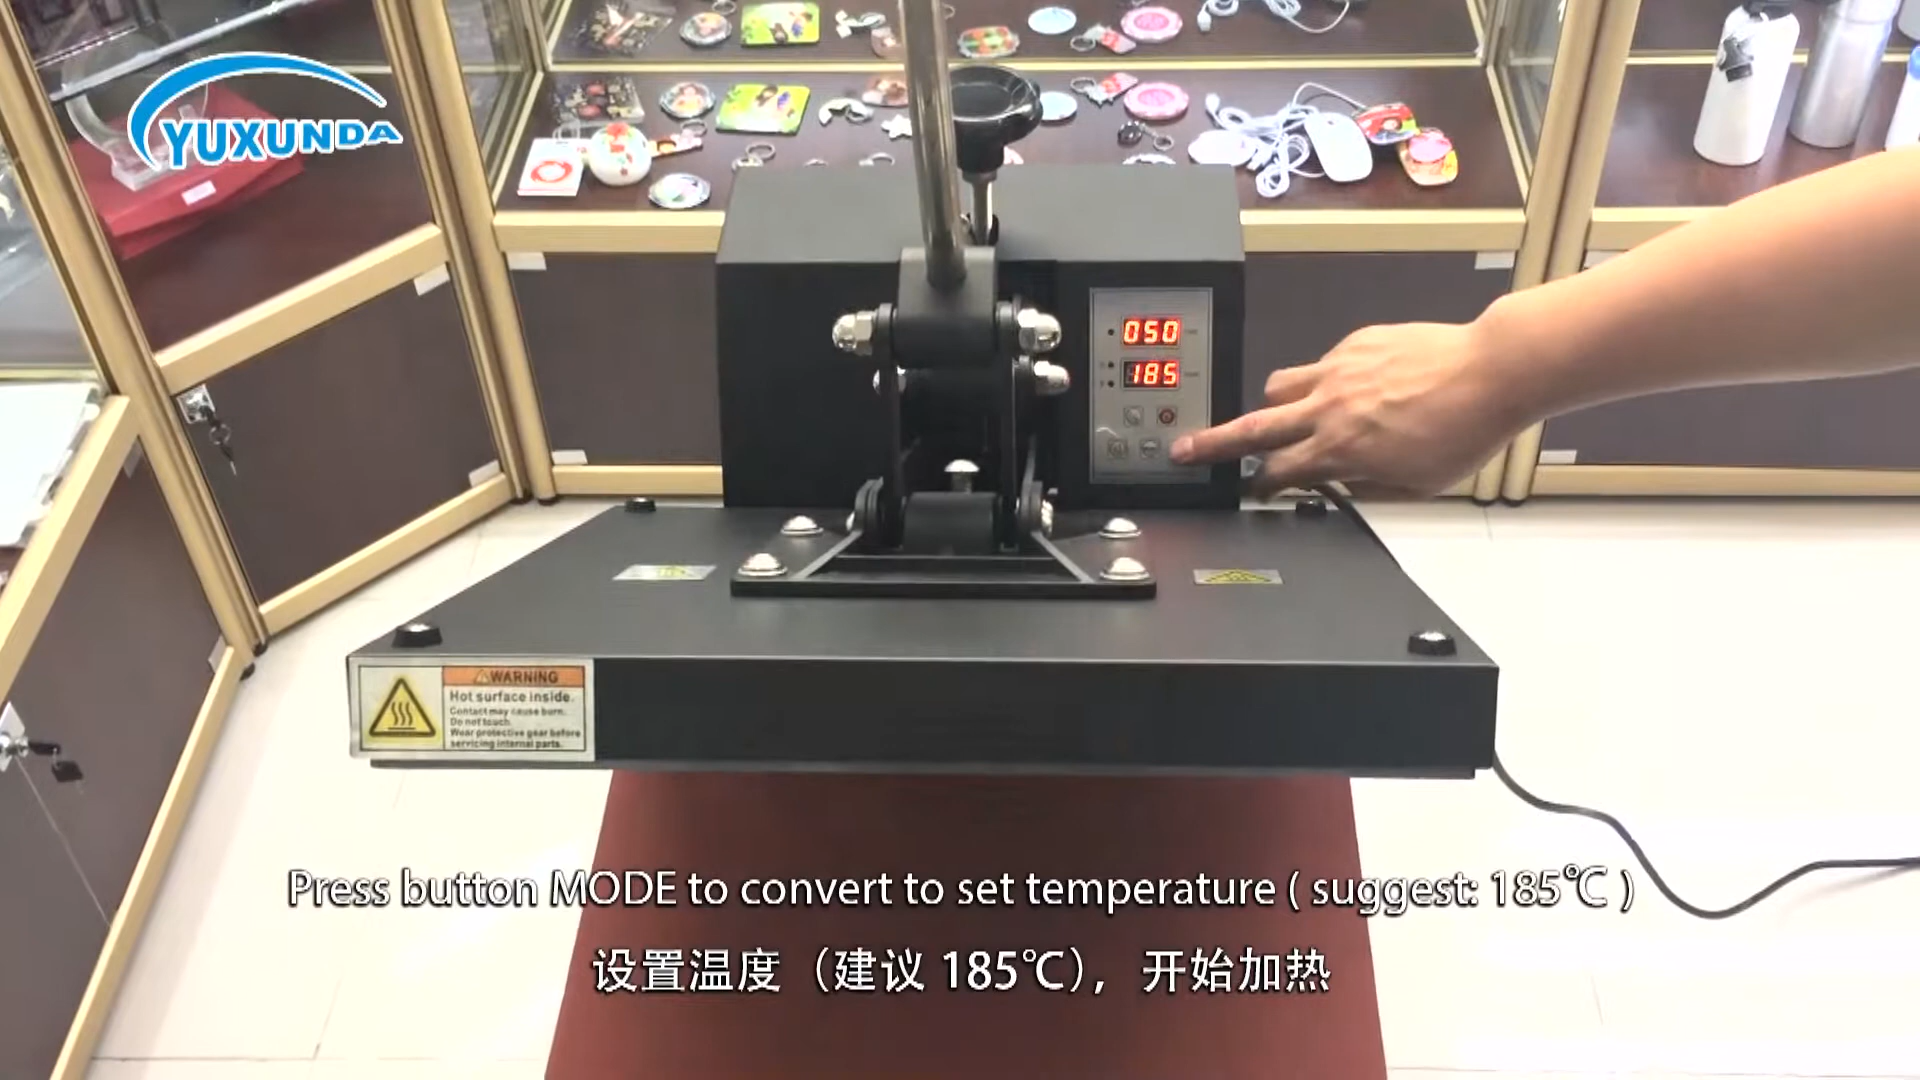 YUXUNDA
050
185
WARNING
Hot surface inside.
Contact may cause burn.
Do not touch.
Wear protective gear before
servicing internal parts.
Press button MODE to convert to set temperature ( suggest: 185℃ )
设置温度（建议 185℃），开始加热